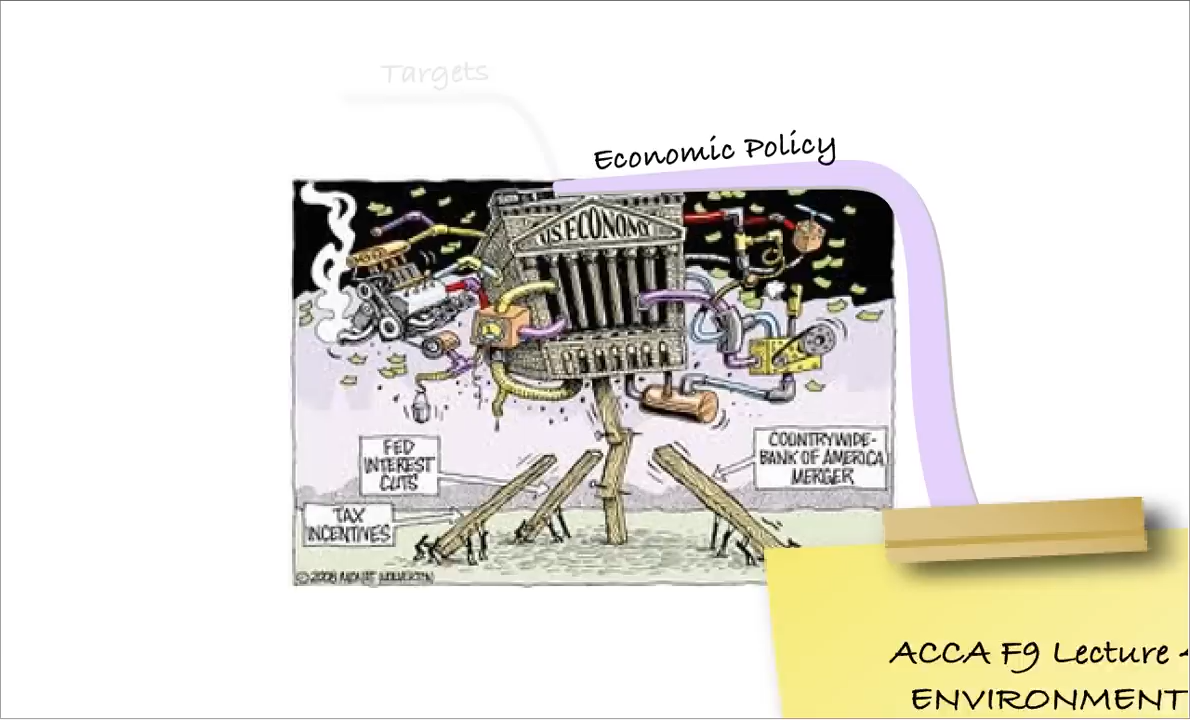 Targets
Economic Policy
US ECONOMY
FED
INTEREST
CUTS
COUNTRYWIDE-
BANK OF AMERICA
MERGER
TAX
INCENTIVES
© 2008 
ACCA F9 Lecture
ENVIRONMENT